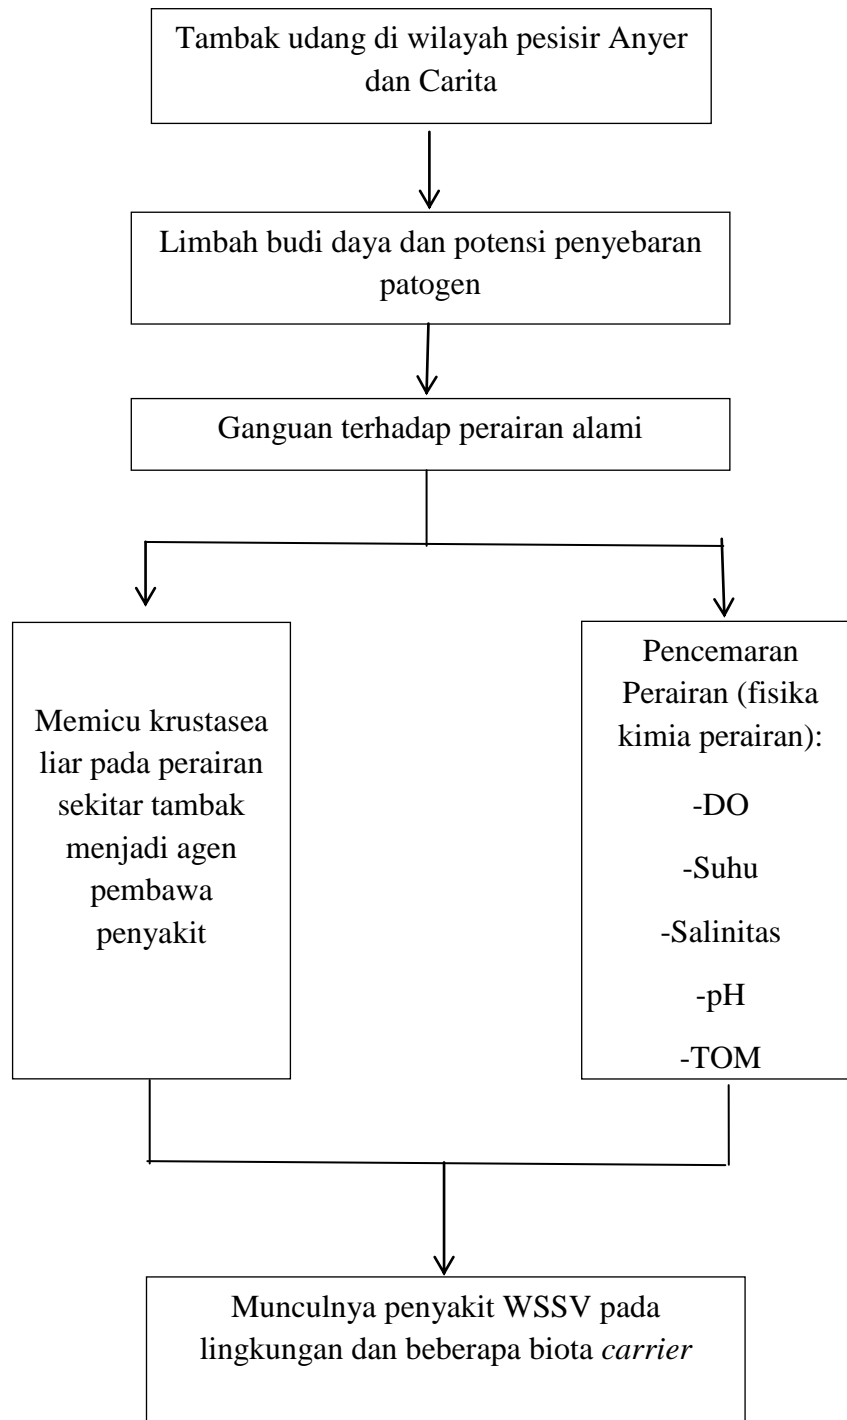 Tambak udang di wilayah pesisir Anyer
dan Carita
Limbah budi daya dan potensi penyebaran
patogen
Ganguan terhadap perairan alami
Memicu krustasea
liar pada perairan
sekitar tambak
menjadi agen
pembawa
penyakit
Pencemaran
Perairan (fisika
kimia perairan):
-DO
-Suhu
-Salinitas
-pH
-TOM
Munculnya penyakit WSSV pada
lingkungan dan beberapa biota carrier